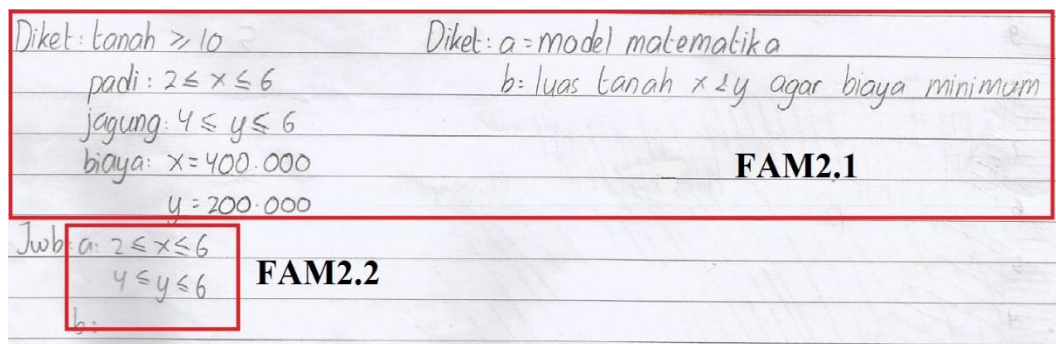 Diket: tanah ≥ 10 Diket: a = model matematika
padi: 2 ≤ x ≤ 6 b: luas tanah x & y agar biaya minimum
jagung: 4 ≤ y ≤ 6
biaya: x = 400.000 FAM2.1
y = 200.000
Jwb: a: 2 ≤ x ≤ 6
4 ≤ y ≤ 6 FAM2.2
b: